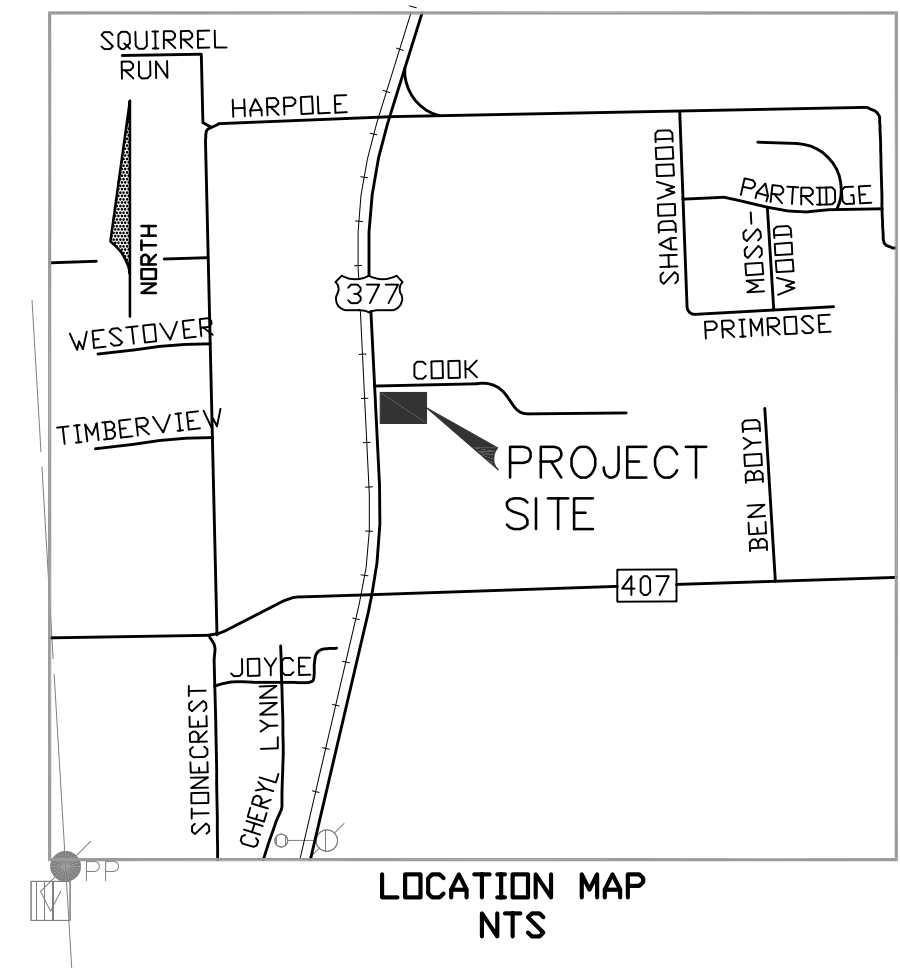 SQUIRREL
RUN
HARPOLE
SHADOWOOD
PARTRIDGE
MOSS-
WOOD
NORTH
377
PRIMROSE
WESTOVER
COOK
TIMBERVIEW
PROJECT
SITE
BEN BOYD
407
JOYCE
STONECREST
CHERYL LYNN
PP
LOCATION MAP
NTS